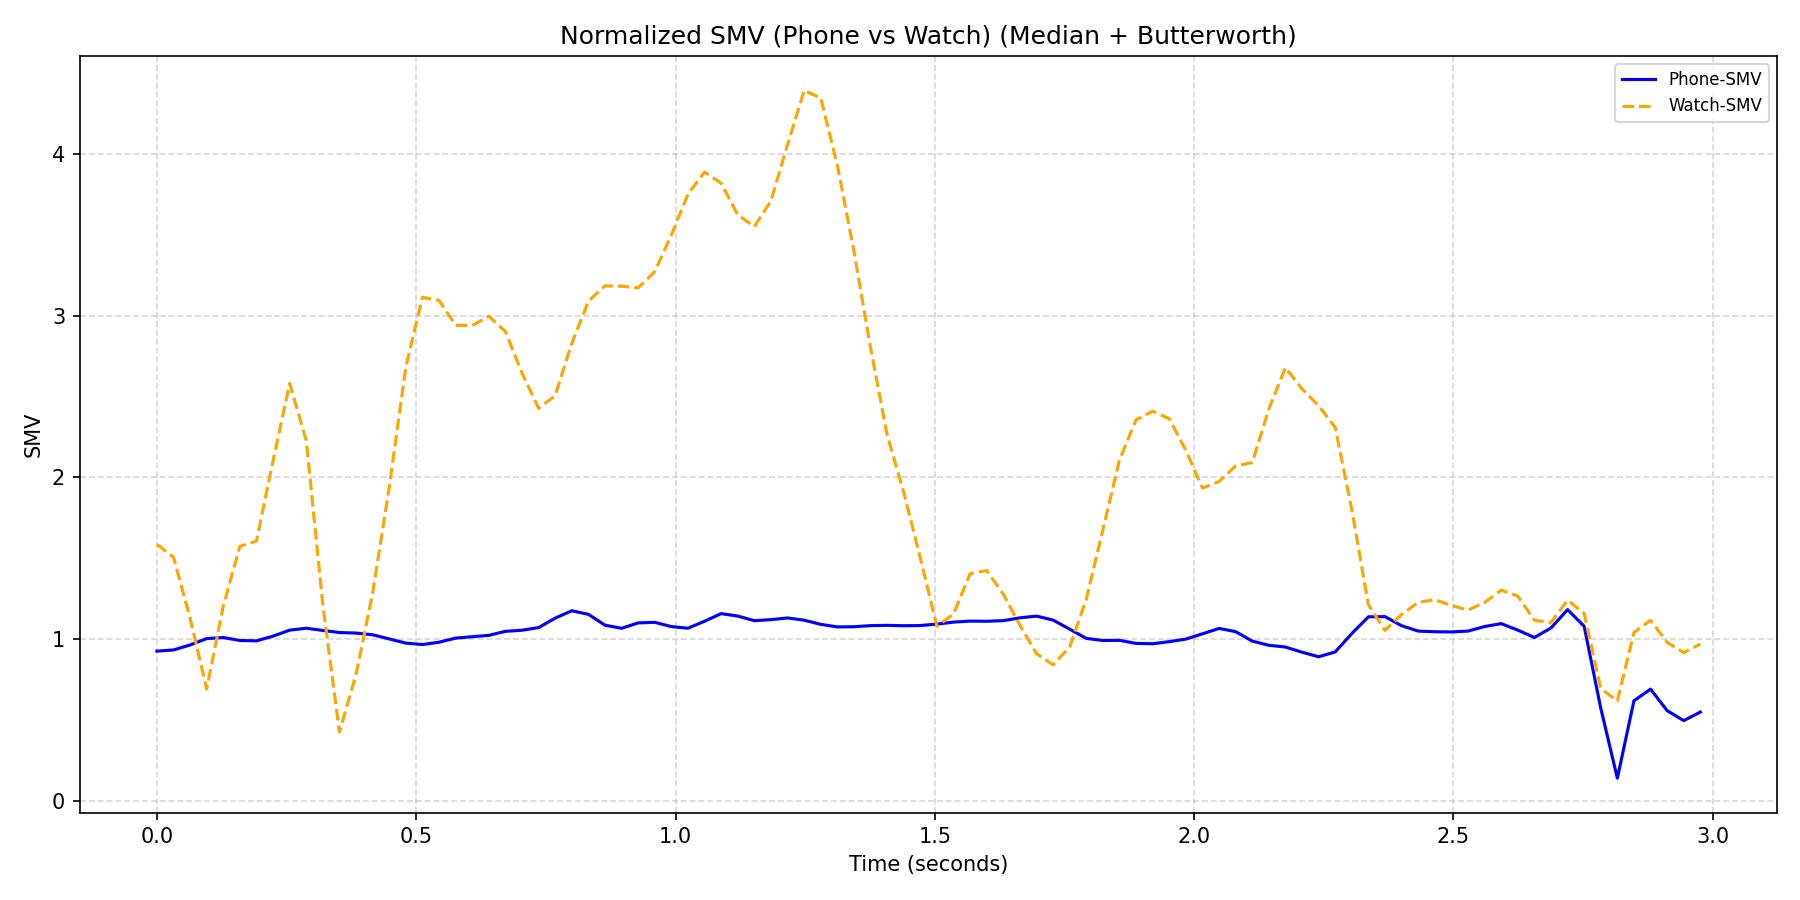 Normalized SMV (Phone vs Watch) (Median + Butterworth)
Phone-SMV
Watch-SMV
SMV
4
3
2
1
0
0.0 0.5 1.0 1.5 2.0 2.5 3.0
Time (seconds)